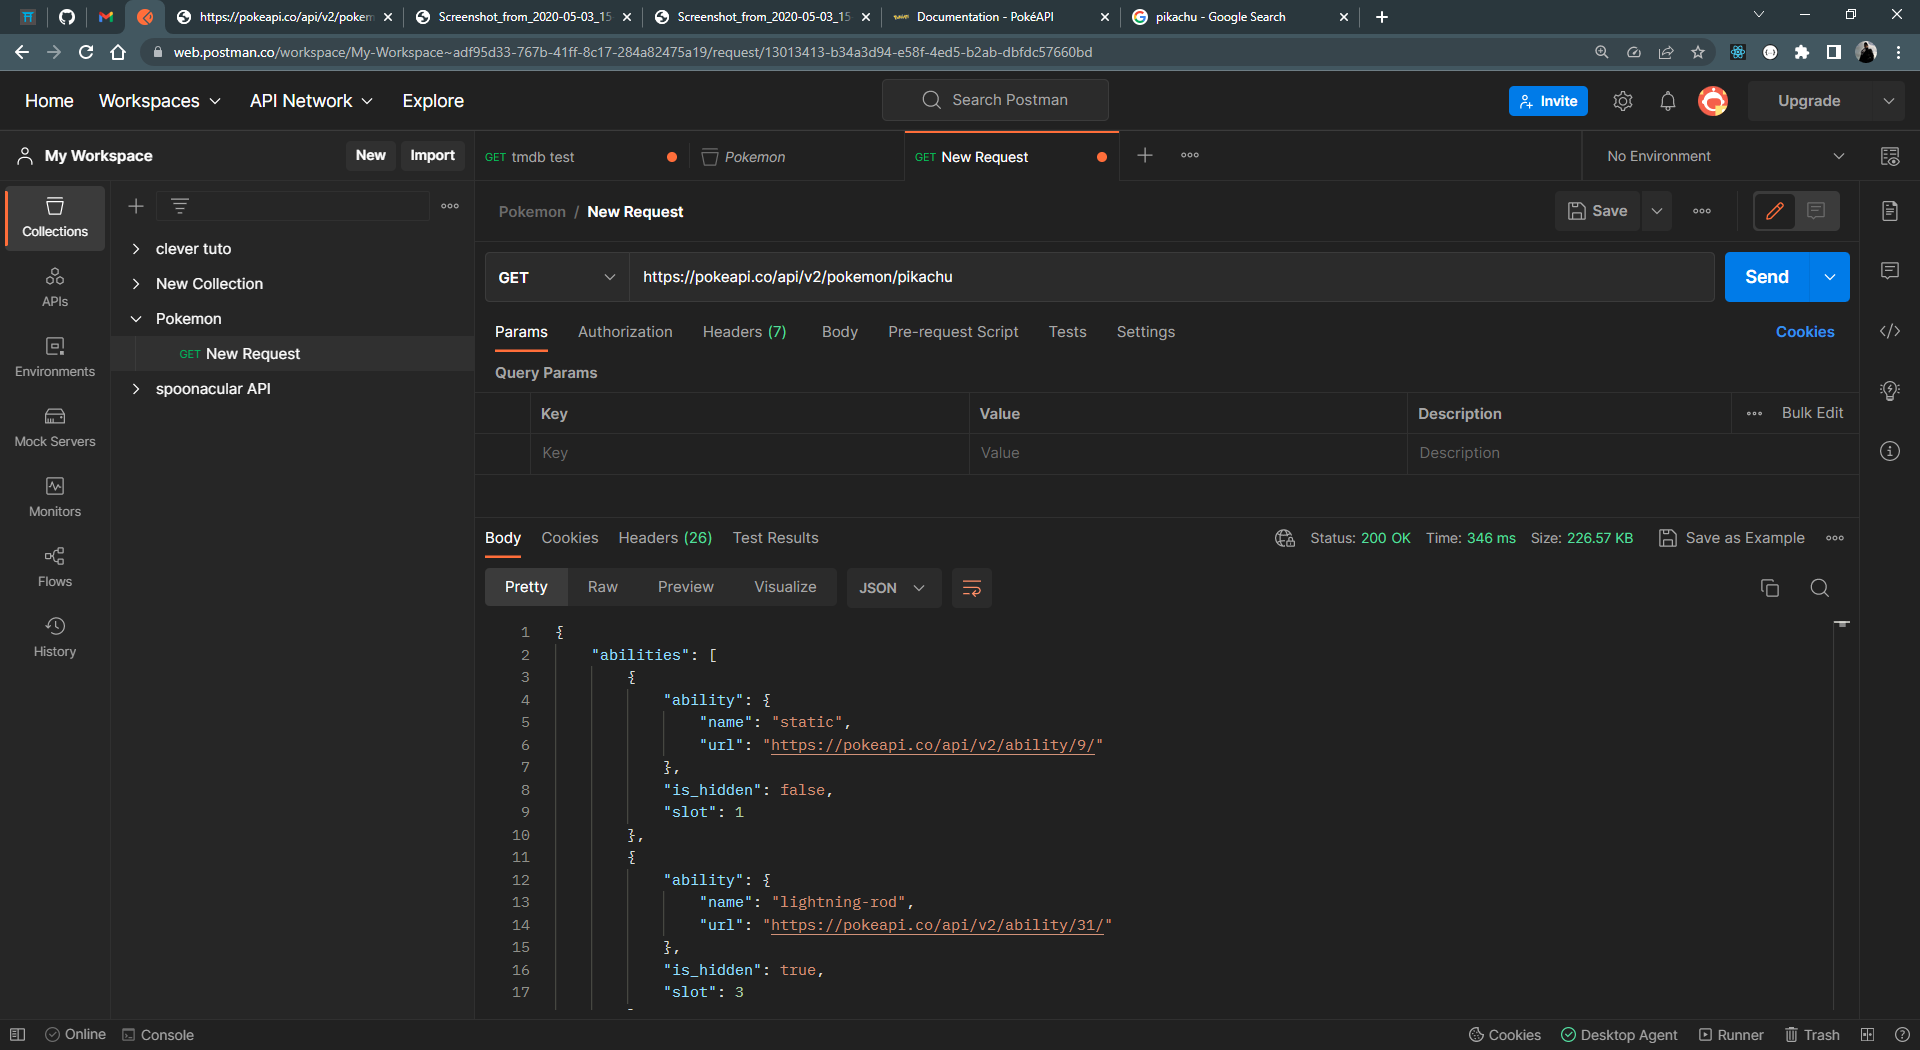 https://pokeapi.co/api/v2/pokem
Screenshot_from_2020-05-03_15
Screenshot_from_2020-05-03_15
Documentation - PokéAPI
pikachu - Google Search
web.postman.co/workspace/My-Workspace~adf95d33-767b-41ff-8c17-284a82475a19/request/13013413-b34a3d94-e58f-4ed5-b2ab-dbfdc57660bd
Home Workspaces API Network Explore Search Postman Invite Upgrade
My Workspace New Import GET tmdb test Pokemon GET New Request No Environment
Collections
APIs
Environments
Mock Servers
Monitors
Flows
History
clever tuto
New Collection
Pokemon
GET New Request
spoonacular API
Pokemon / New Request Save
GET https://pokeapi.co/api/v2/pokemon/pikachu Send
Params Authorization Headers (7) Body Pre-request Script Tests Settings Cookies
Query Params
Key Value Description Bulk Edit
Key Value Description
Body Cookies Headers (26) Test Results Status: 200 OK Time: 346 ms Size: 226.57 KB Save as Example
Pretty Raw Preview Visualize JSON
1 {
2 "abilities": [
3 {
4 "ability": {
5 "name": "static",
6 "url": "https://pokeapi.co/api/v2/ability/9/"
7 },
8 "is_hidden": false,
9 "slot": 1
10 },
11 {
12 "ability": {
13 "name": "lightning-rod",
14 "url": "https://pokeapi.co/api/v2/ability/31/"
15 },
16 "is_hidden": true,
17 "slot": 3
Online Console Cookies Desktop Agent Runner Trash